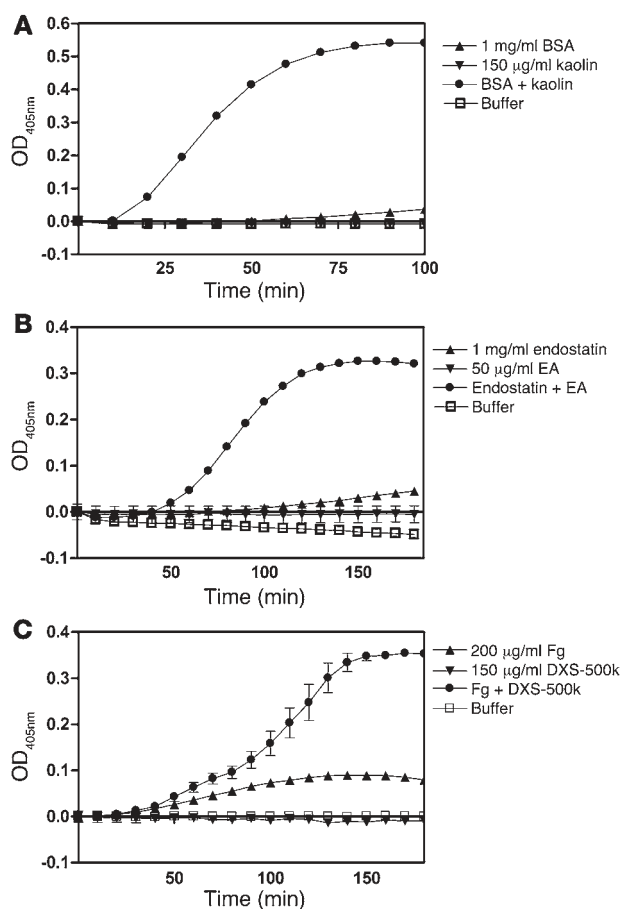 A
0.6
0.5
0.4
0.3
0.2
0.1
0.0
-0.1
OD405nm
25
50
75
100
Time (min)
1 mg/ml BSA
150 µg/ml kaolin
BSA + kaolin
Buffer
B
0.4
0.3
0.2
0.1
0.0
-0.1
OD405nm
50
100
150
Time (min)
1 mg/ml endostatin
50 µg/ml EA
Endostatin + EA
Buffer
C
0.4
0.3
0.2
0.1
0.0
-0.1
OD405nm
50
100
150
Time (min)
200 µg/ml Fg
150 µg/ml DXS-500k
Fg + DXS-500k
Buffer